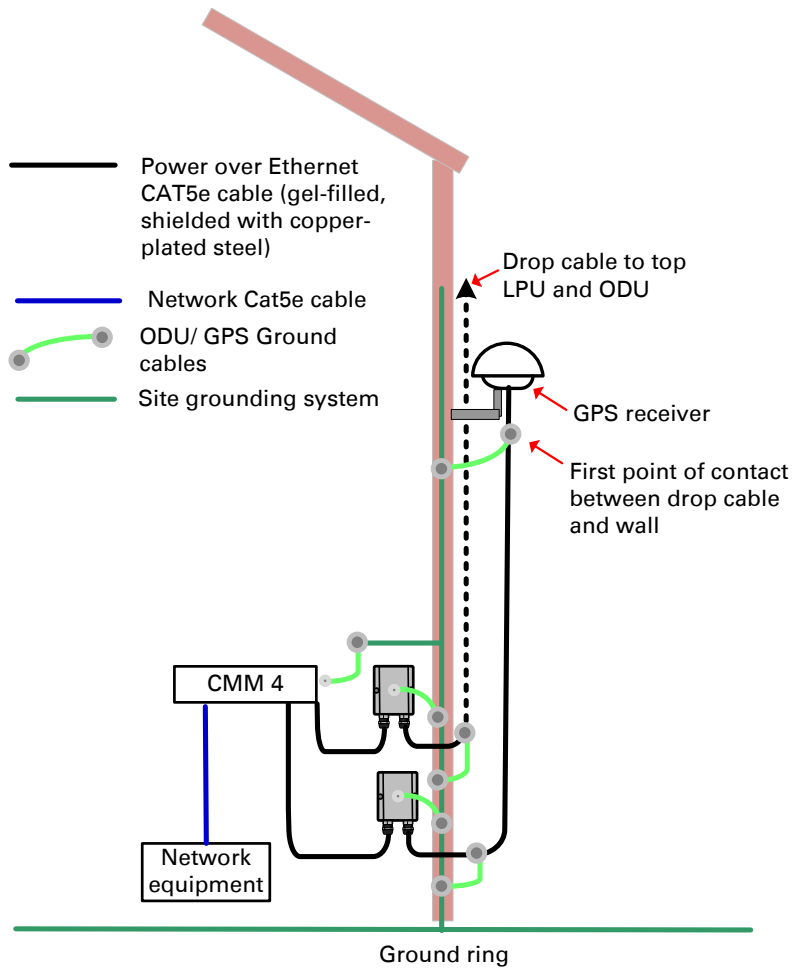 Power over Ethernet
CAT5e cable (gel-filled,
shielded with copper-
plated steel)
Network Cat5e cable
ODU/ GPS Ground
cables
Site grounding system
Drop cable to top
LPU and ODU
GPS receiver
First point of contact
between drop cable
and wall
CMM 4
Network
equipment
Ground ring